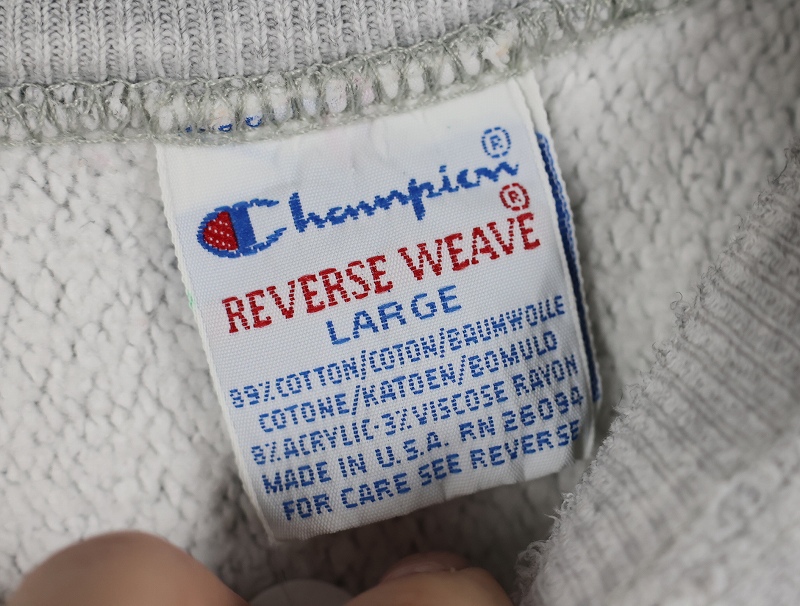 Champion®
REVERSE WEAVE®
LARGE
89% COTTON/COTON/BAUMWOLLE
COTONE/KATOEN/BOMULD
8% ACRYLIC·3% VISCOSE RAYON
MADE IN U.S.A. RN 26094
FOR CARE SEE REVERSE